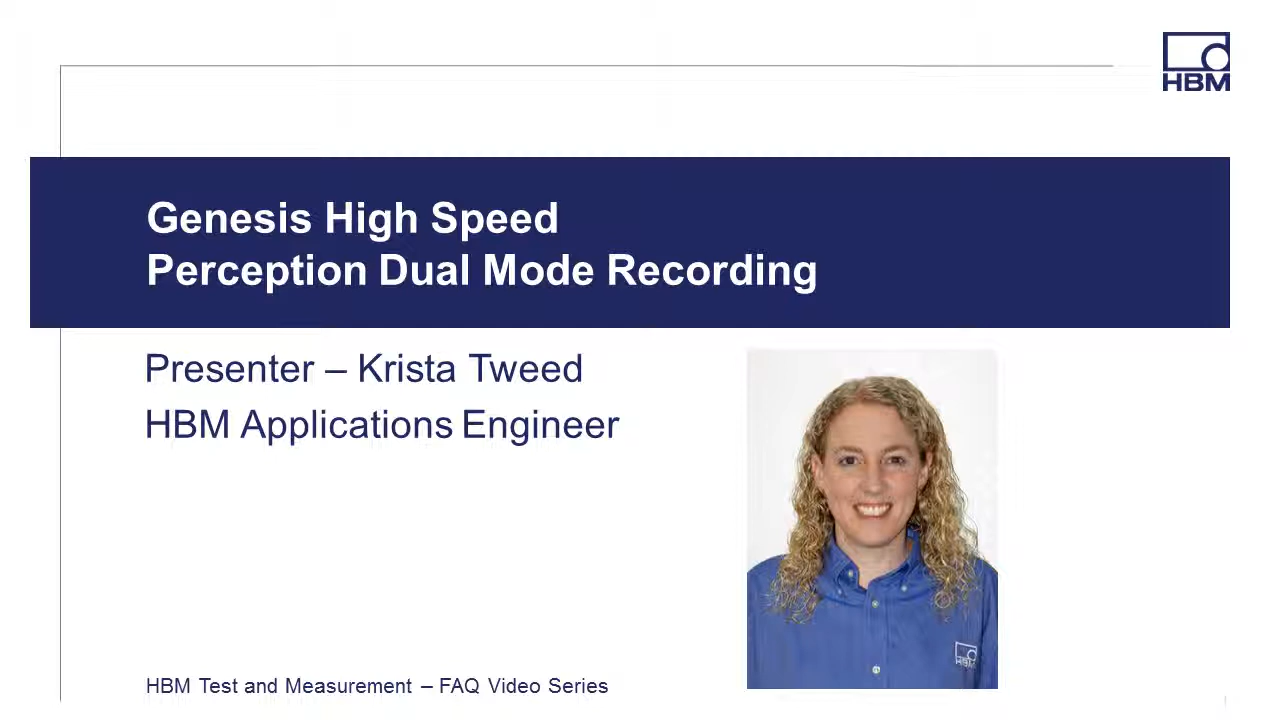 HBM
Genesis High Speed
Perception Dual Mode Recording
Presenter – Krista Tweed
HBM Applications Engineer
HBM
HBM Test and Measurement – FAQ Video Series